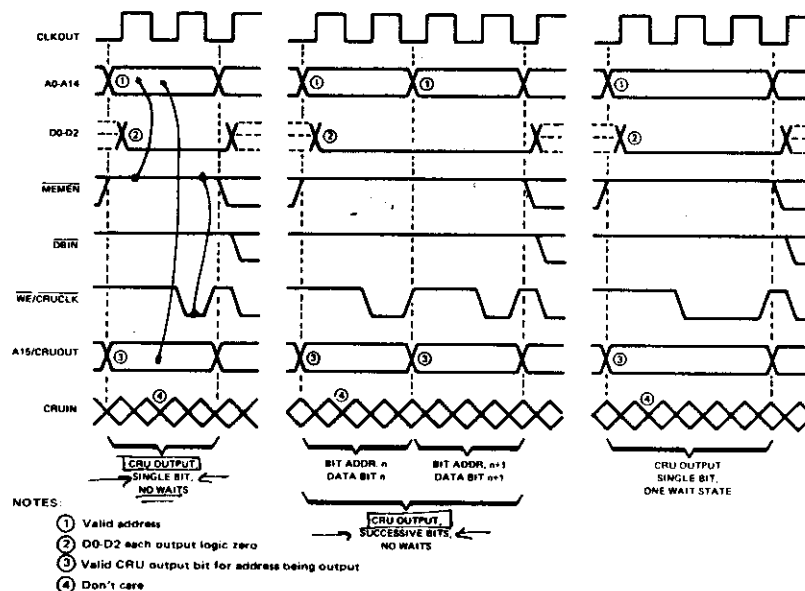 CLKOUT
A0-A14
① ① ① ①
D0-D2
② ② ②
MEMEN
DBIN
WE/CRUCLK
A15/CRUOUT
③ ③ ③ ③
CRUIN
④ ④ ④
CRU OUTPUT,
SINGLE BIT,
NO WAITS
BIT ADDR, n
DATA BIT n
BIT ADDR, n+1
DATA BIT n+1
CRU OUTPUT,
SUCCESSIVE BITS,
NO WAITS
CRU OUTPUT
SINGLE BIT,
ONE WAIT STATE
NOTES:
① Valid address
② D0-D2 each output logic zero
③ Valid CRU output bit for address being output
④ Don't care